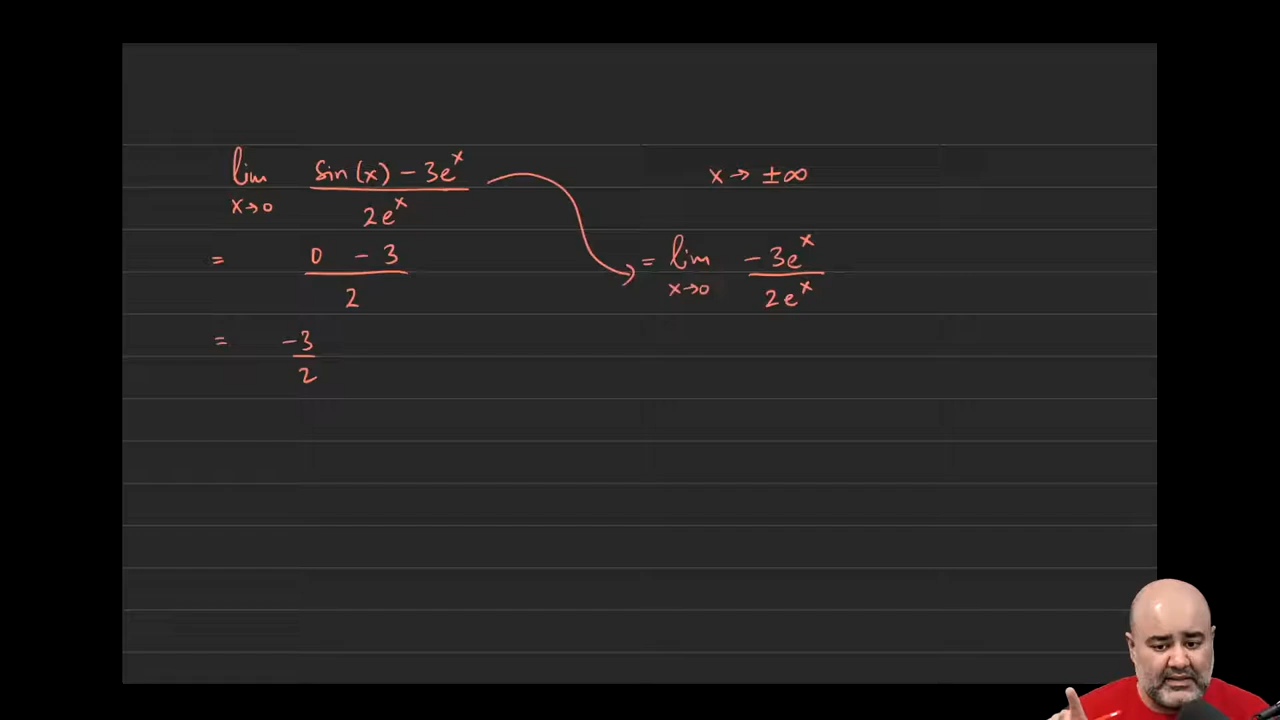 lim x→0 (sin(x) − 3e^x) / (2e^x)
= (0 − 3) / 2
= −3 / 2
x → ±∞
= lim x→0 (−3e^x) / (2e^x)